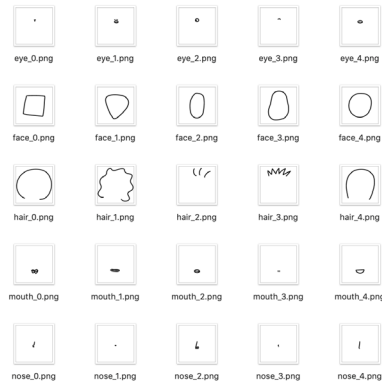 eye_0.png eye_1.png eye_2.png eye_3.png eye_4.png
face_0.png face_1.png face_2.png face_3.png face_4.png
hair_0.png hair_1.png hair_2.png hair_3.png hair_4.png
mouth_0.png mouth_1.png mouth_2.png mouth_3.png mouth_4.png
nose_0.png nose_1.png nose_2.png nose_3.png nose_4.png